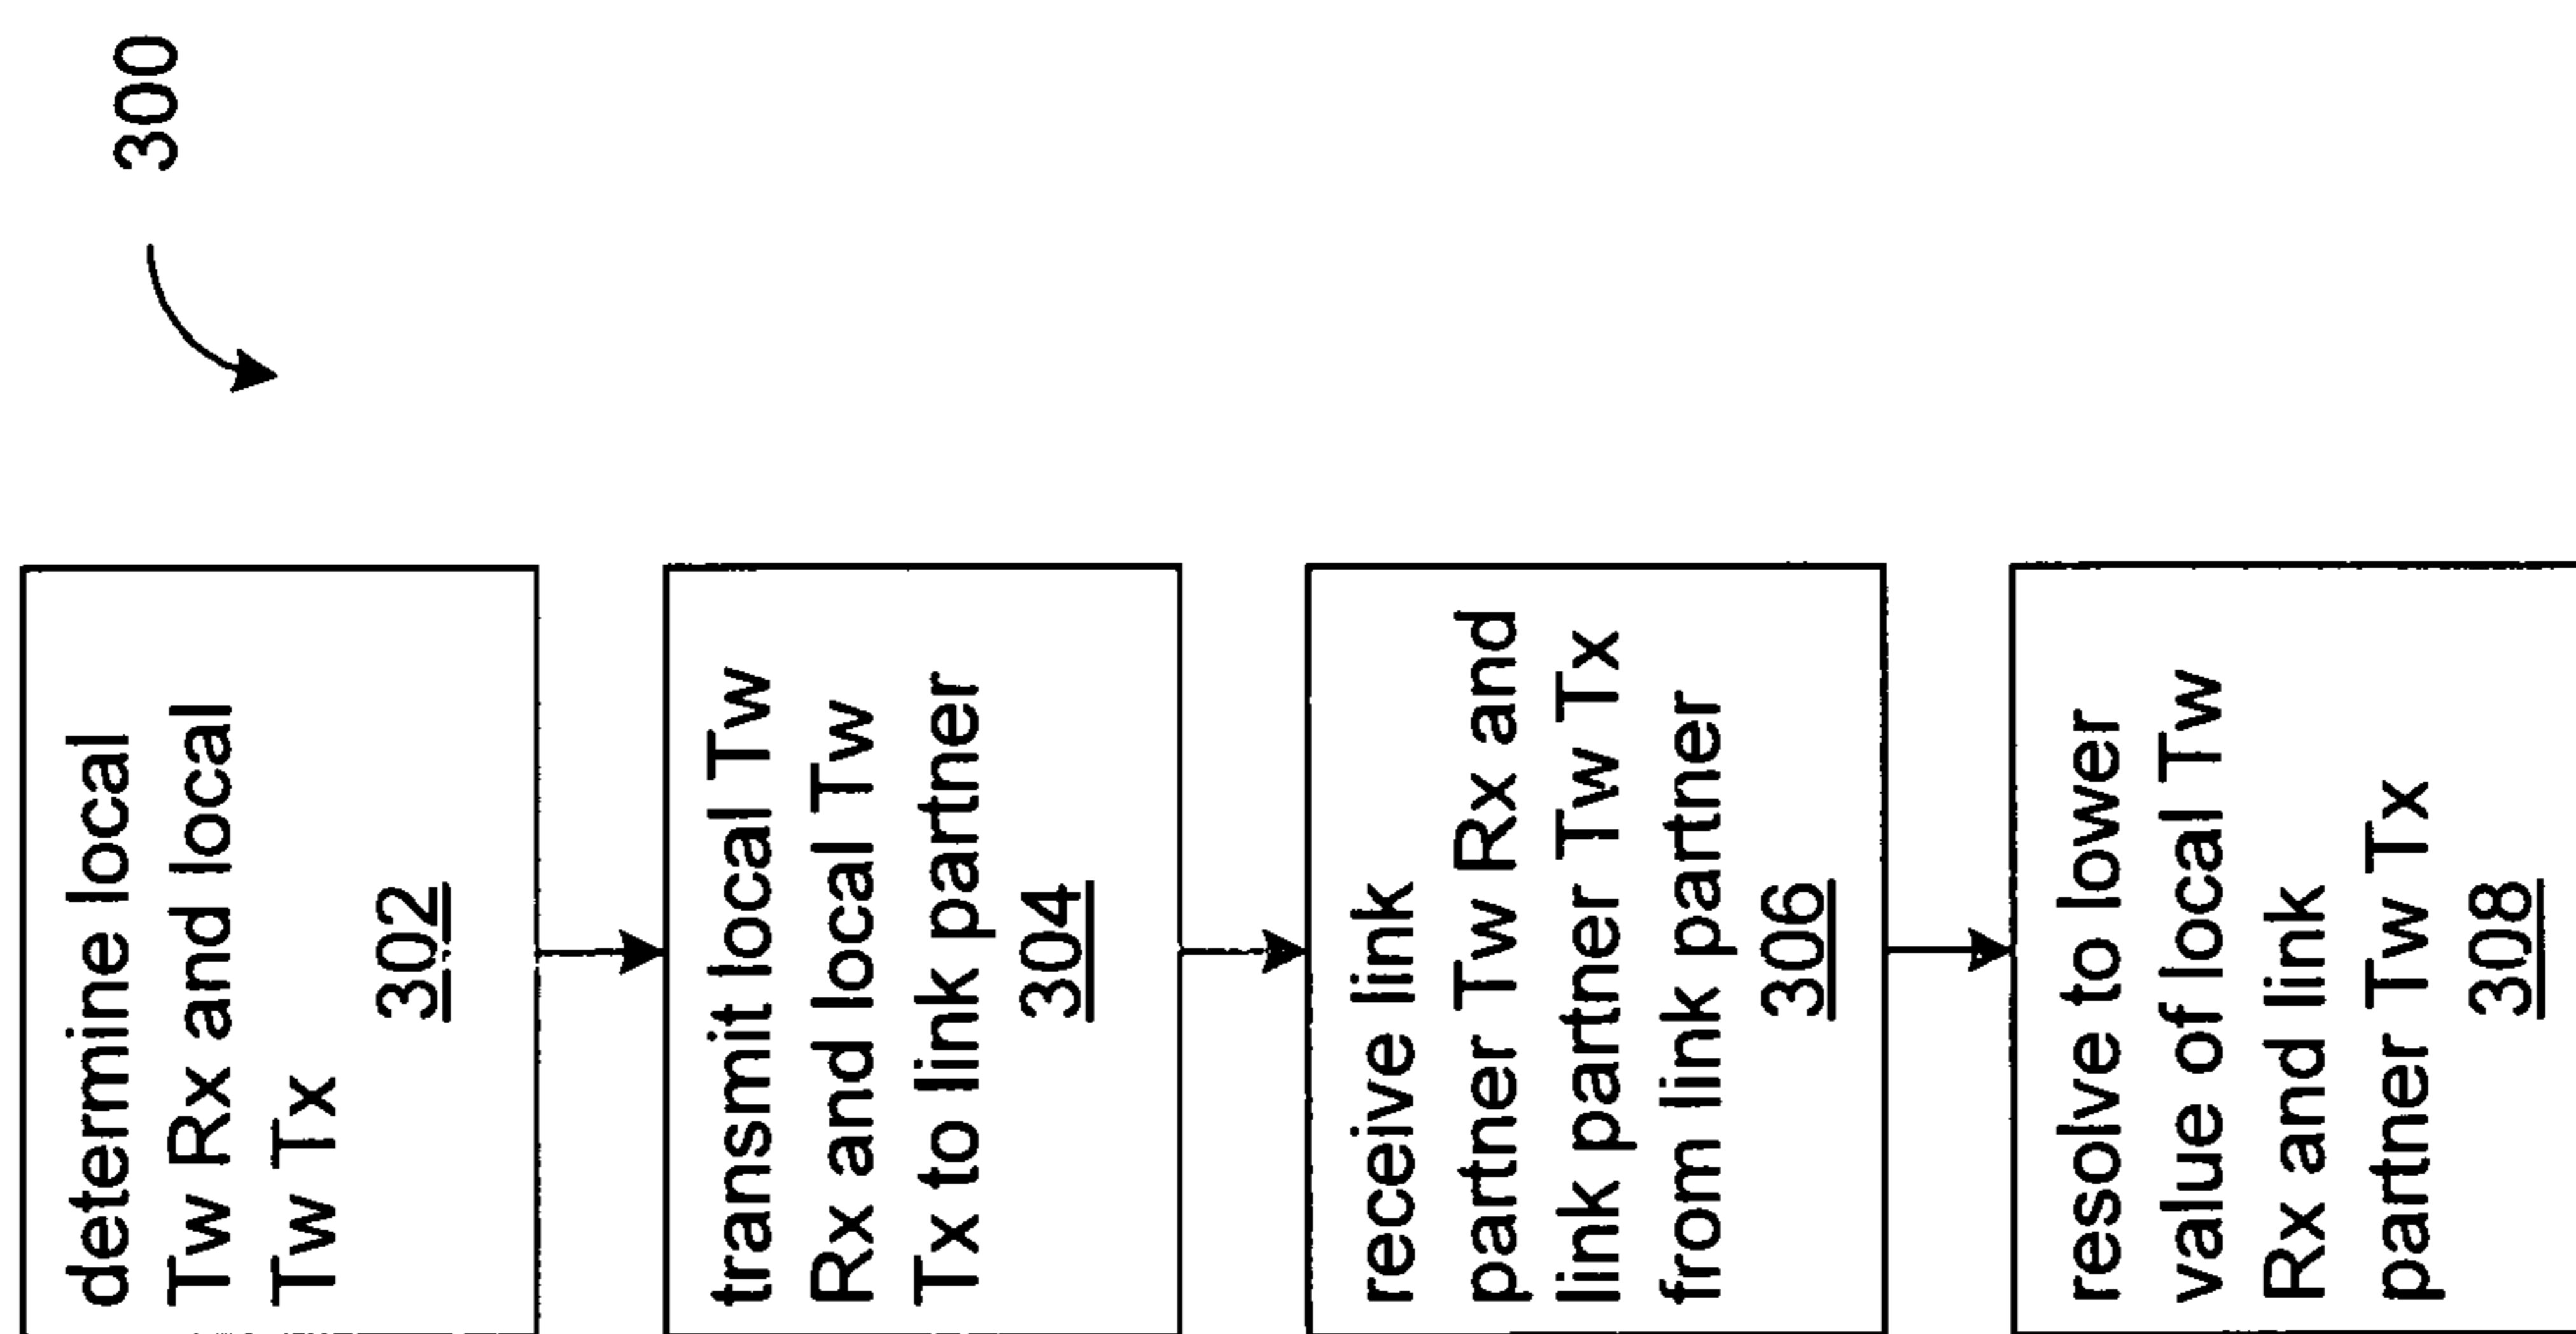 300
determine local
Tw Rx and local
Tw Tx
302
transmit local Tw
Rx and local Tw
Tx to link partner
304
receive link
partner Tw Rx and
link partner Tw Tx
from link partner
306
resolve to lower
value of local Tw
Rx and link
partner Tw Tx
308